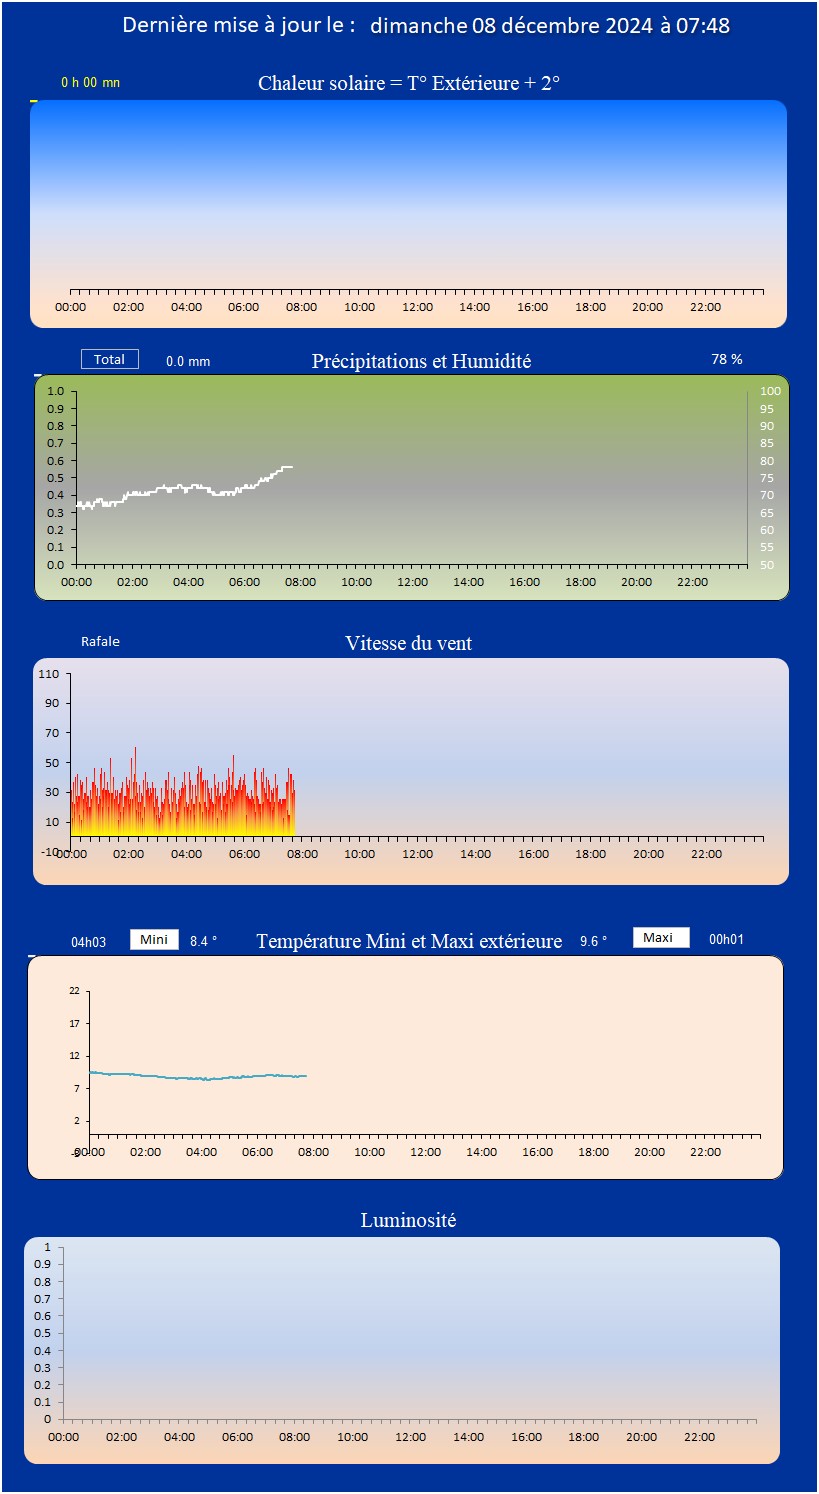 Dernière mise à jour le : dimanche 08 décembre 2024 à 07:48
0 h 00 mn
Chaleur solaire = T° Extérieure + 2°
00:00 02:00 04:00 06:00 08:00 10:00 12:00 14:00 16:00 18:00 20:00 22:00
Total 0.0 mm Précipitations et Humidité 78 %
1.0 100
0.9 95
0.8 90
0.7 85
0.6 80
0.5 75
0.4 70
0.3 65
0.2 60
0.1 55
0.0 50
00:00 02:00 04:00 06:00 08:00 10:00 12:00 14:00 16:00 18:00 20:00 22:00
Rafale Vitesse du vent
110
90
70
50
30
10
-10
00:00 02:00 04:00 06:00 08:00 10:00 12:00 14:00 16:00 18:00 20:00 22:00
04h03 Mini 8.4 ° Température Mini et Maxi extérieure 9.6 ° Maxi 00h01
22
17
12
7
2
00:00 02:00 04:00 06:00 08:00 10:00 12:00 14:00 16:00 18:00 20:00 22:00
Luminosité
1
0.9
0.8
0.7
0.6
0.5
0.4
0.3
0.2
0.1
0
00:00 02:00 04:00 06:00 08:00 10:00 12:00 14:00 16:00 18:00 20:00 22:00